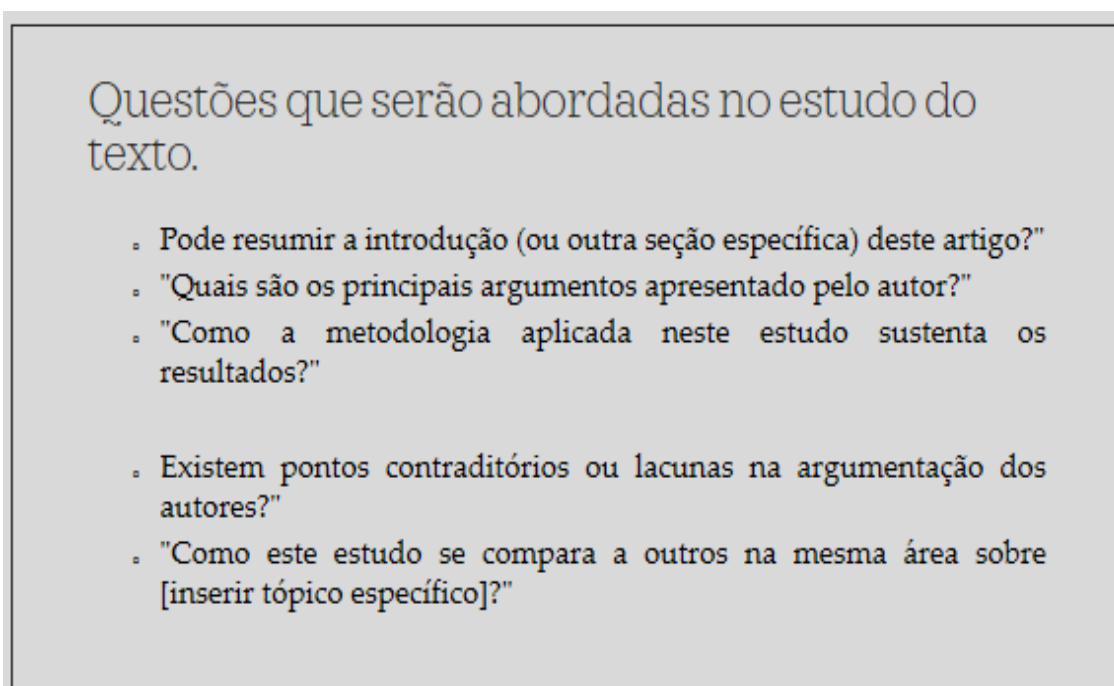 Questões que serão abordadas no estudo do
texto.
Pode resumir a introdução (ou outra seção específica) deste artigo?"
"Quais são os principais argumentos apresentado pelo autor?"
"Como a metodologia aplicada neste estudo sustenta os
resultados?"
Existem pontos contraditórios ou lacunas na argumentação dos
autores?"
"Como este estudo se compara a outros na mesma área sobre
[inserir tópico específico]?"